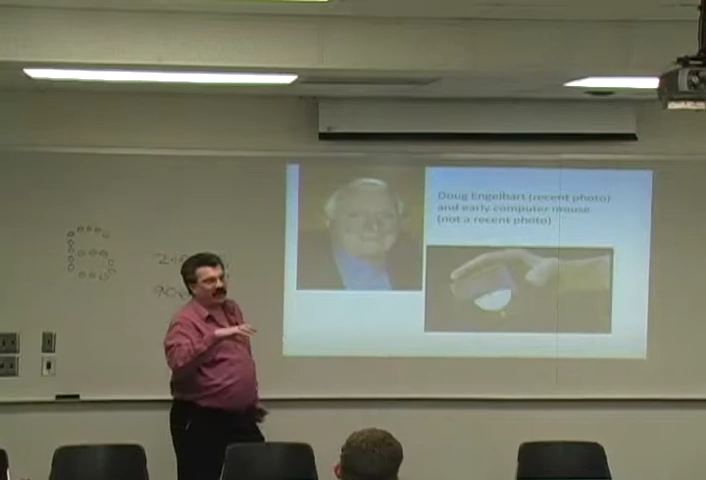 Doug Engelbart (recent photo)
and early computer mouse
(not a recent photo)